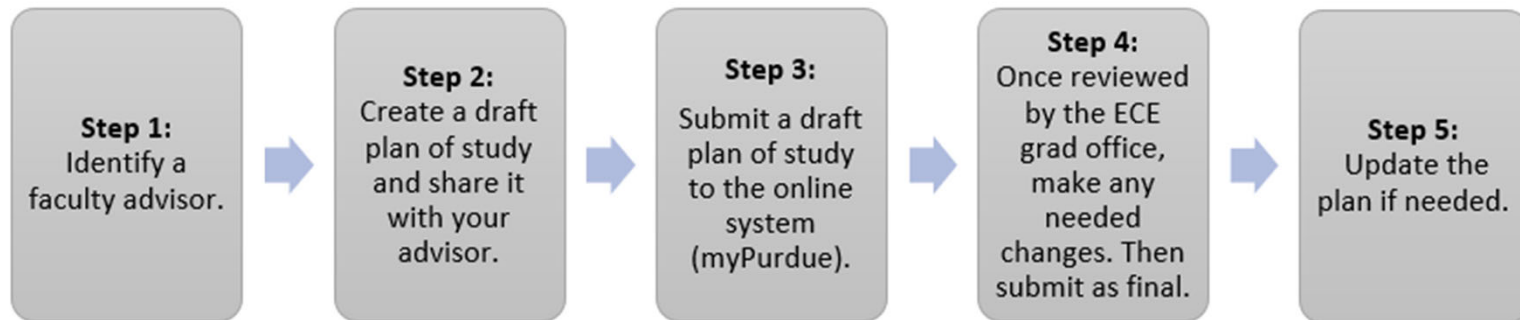 Step 1:
Identify a
faculty advisor.
Step 2:
Create a draft
plan of study
and share it
with your
advisor.
Step 3:
Submit a draft
plan of study
to the online
system
(myPurdue).
Step 4:
Once reviewed
by the ECE
grad office,
make any
needed
changes. Then
submit as final.
Step 5:
Update the
plan if needed.